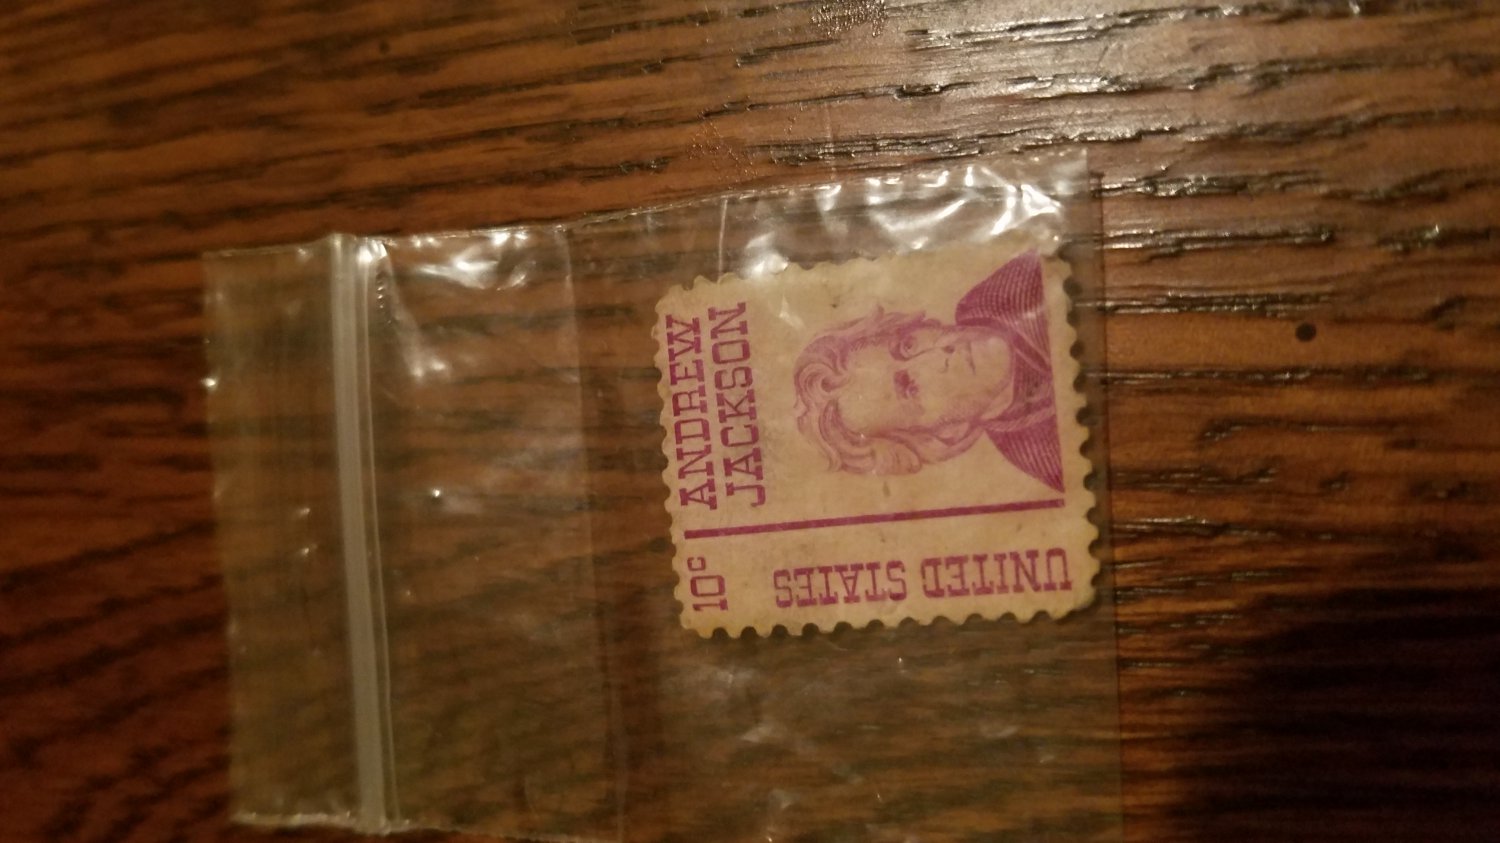 10c
ANDREW
JACKSON
UNITED STATES